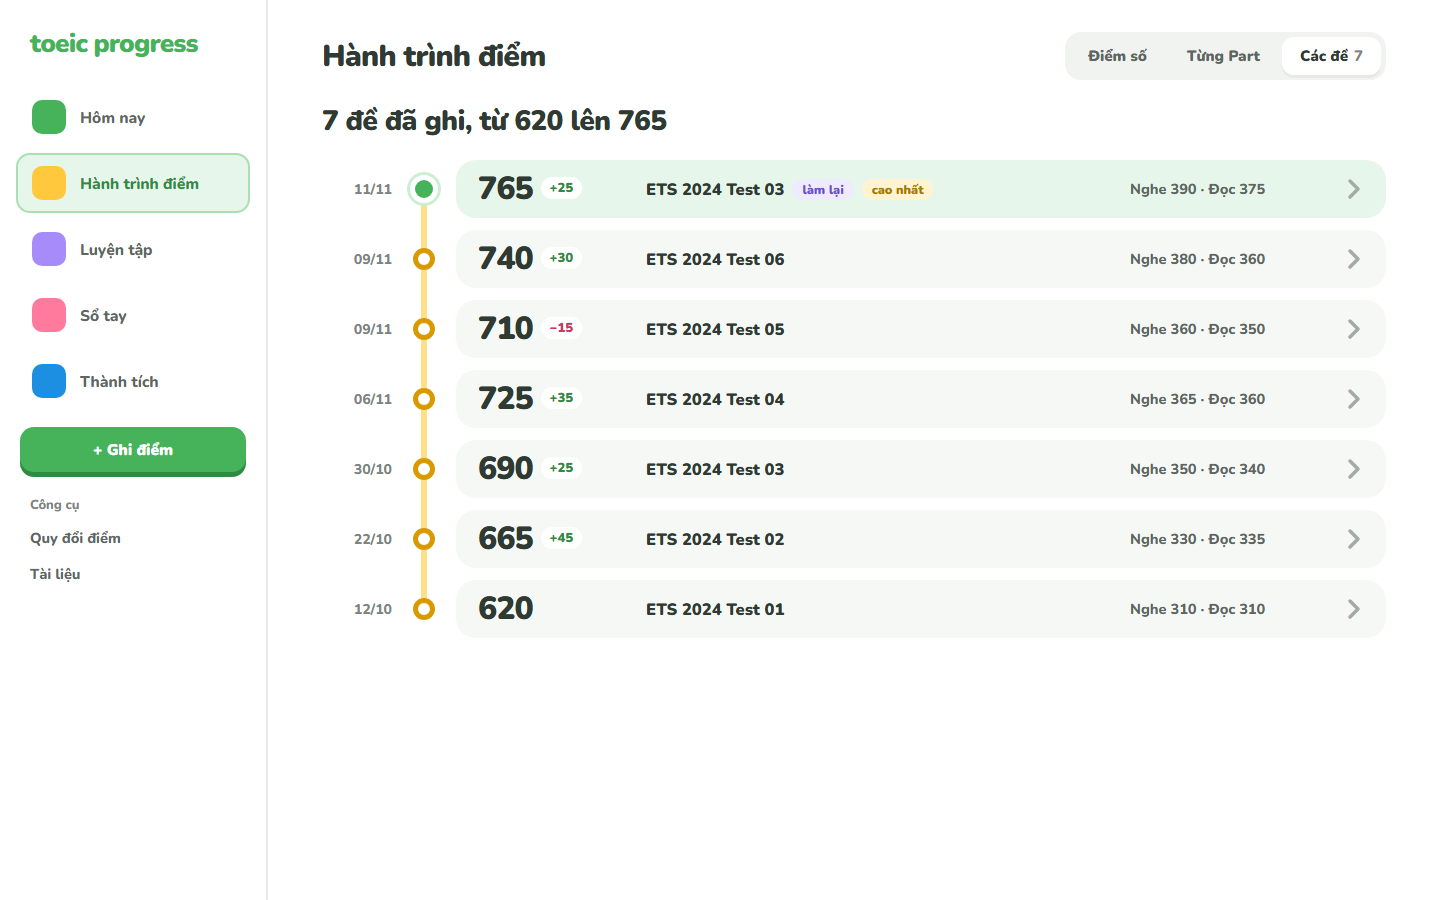 toeic progress
Hôm nay
Hành trình điểm
Luyện tập
Sổ tay
Thành tích
+ Ghi điểm
Công cụ
Quy đổi điểm
Tài liệu
Hành trình điểm
Điểm số Từng Part Các đề 7
7 đề đã ghi, từ 620 lên 765
11/11 765 +25 ETS 2024 Test 03 làm lại cao nhất Nghe 390 · Đọc 375
09/11 740 +30 ETS 2024 Test 06 Nghe 380 · Đọc 360
09/11 710 −15 ETS 2024 Test 05 Nghe 360 · Đọc 350
06/11 725 +35 ETS 2024 Test 04 Nghe 365 · Đọc 360
30/10 690 +25 ETS 2024 Test 03 Nghe 350 · Đọc 340
22/10 665 +45 ETS 2024 Test 02 Nghe 330 · Đọc 335
12/10 620 ETS 2024 Test 01 Nghe 310 · Đọc 310